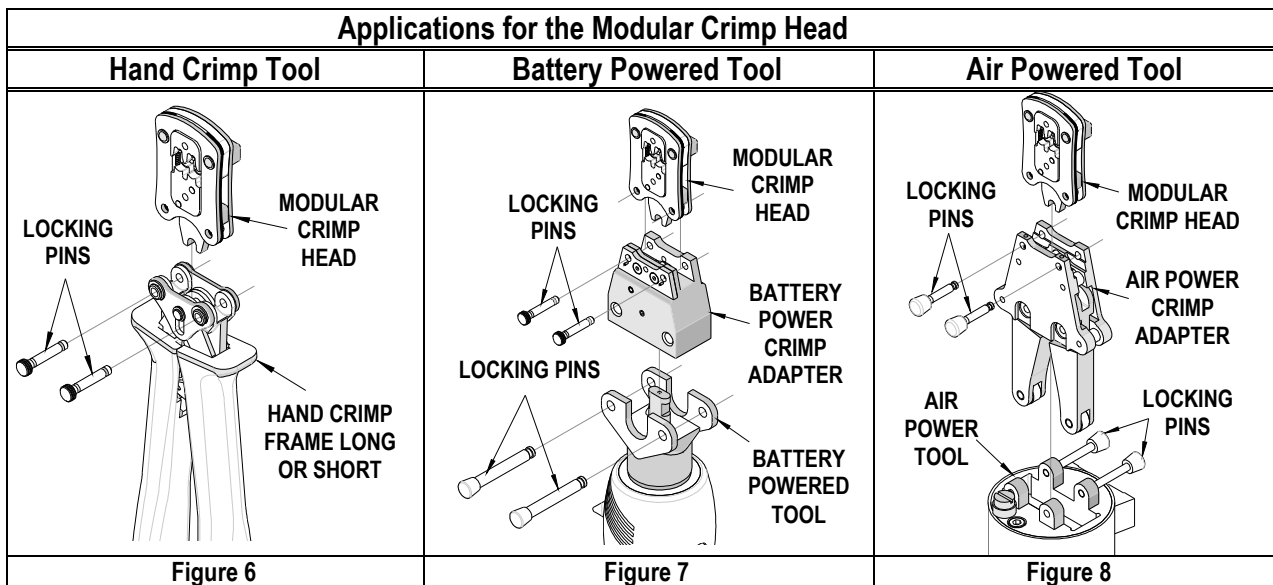 Applications for the Modular Crimp Head
Hand Crimp Tool
Battery Powered Tool
Air Powered Tool
LOCKING
PINS
MODULAR
CRIMP
HEAD
HAND CRIMP
FRAME LONG
OR SHORT
LOCKING
PINS
MODULAR
CRIMP
HEAD
BATTERY
POWER
CRIMP
ADAPTER
LOCKING PINS
BATTERY
POWERED
TOOL
LOCKING
PINS
MODULAR
CRIMP HEAD
AIR POWER
CRIMP
ADAPTER
AIR
POWER
TOOL
LOCKING
PINS
Figure 6
Figure 7
Figure 8